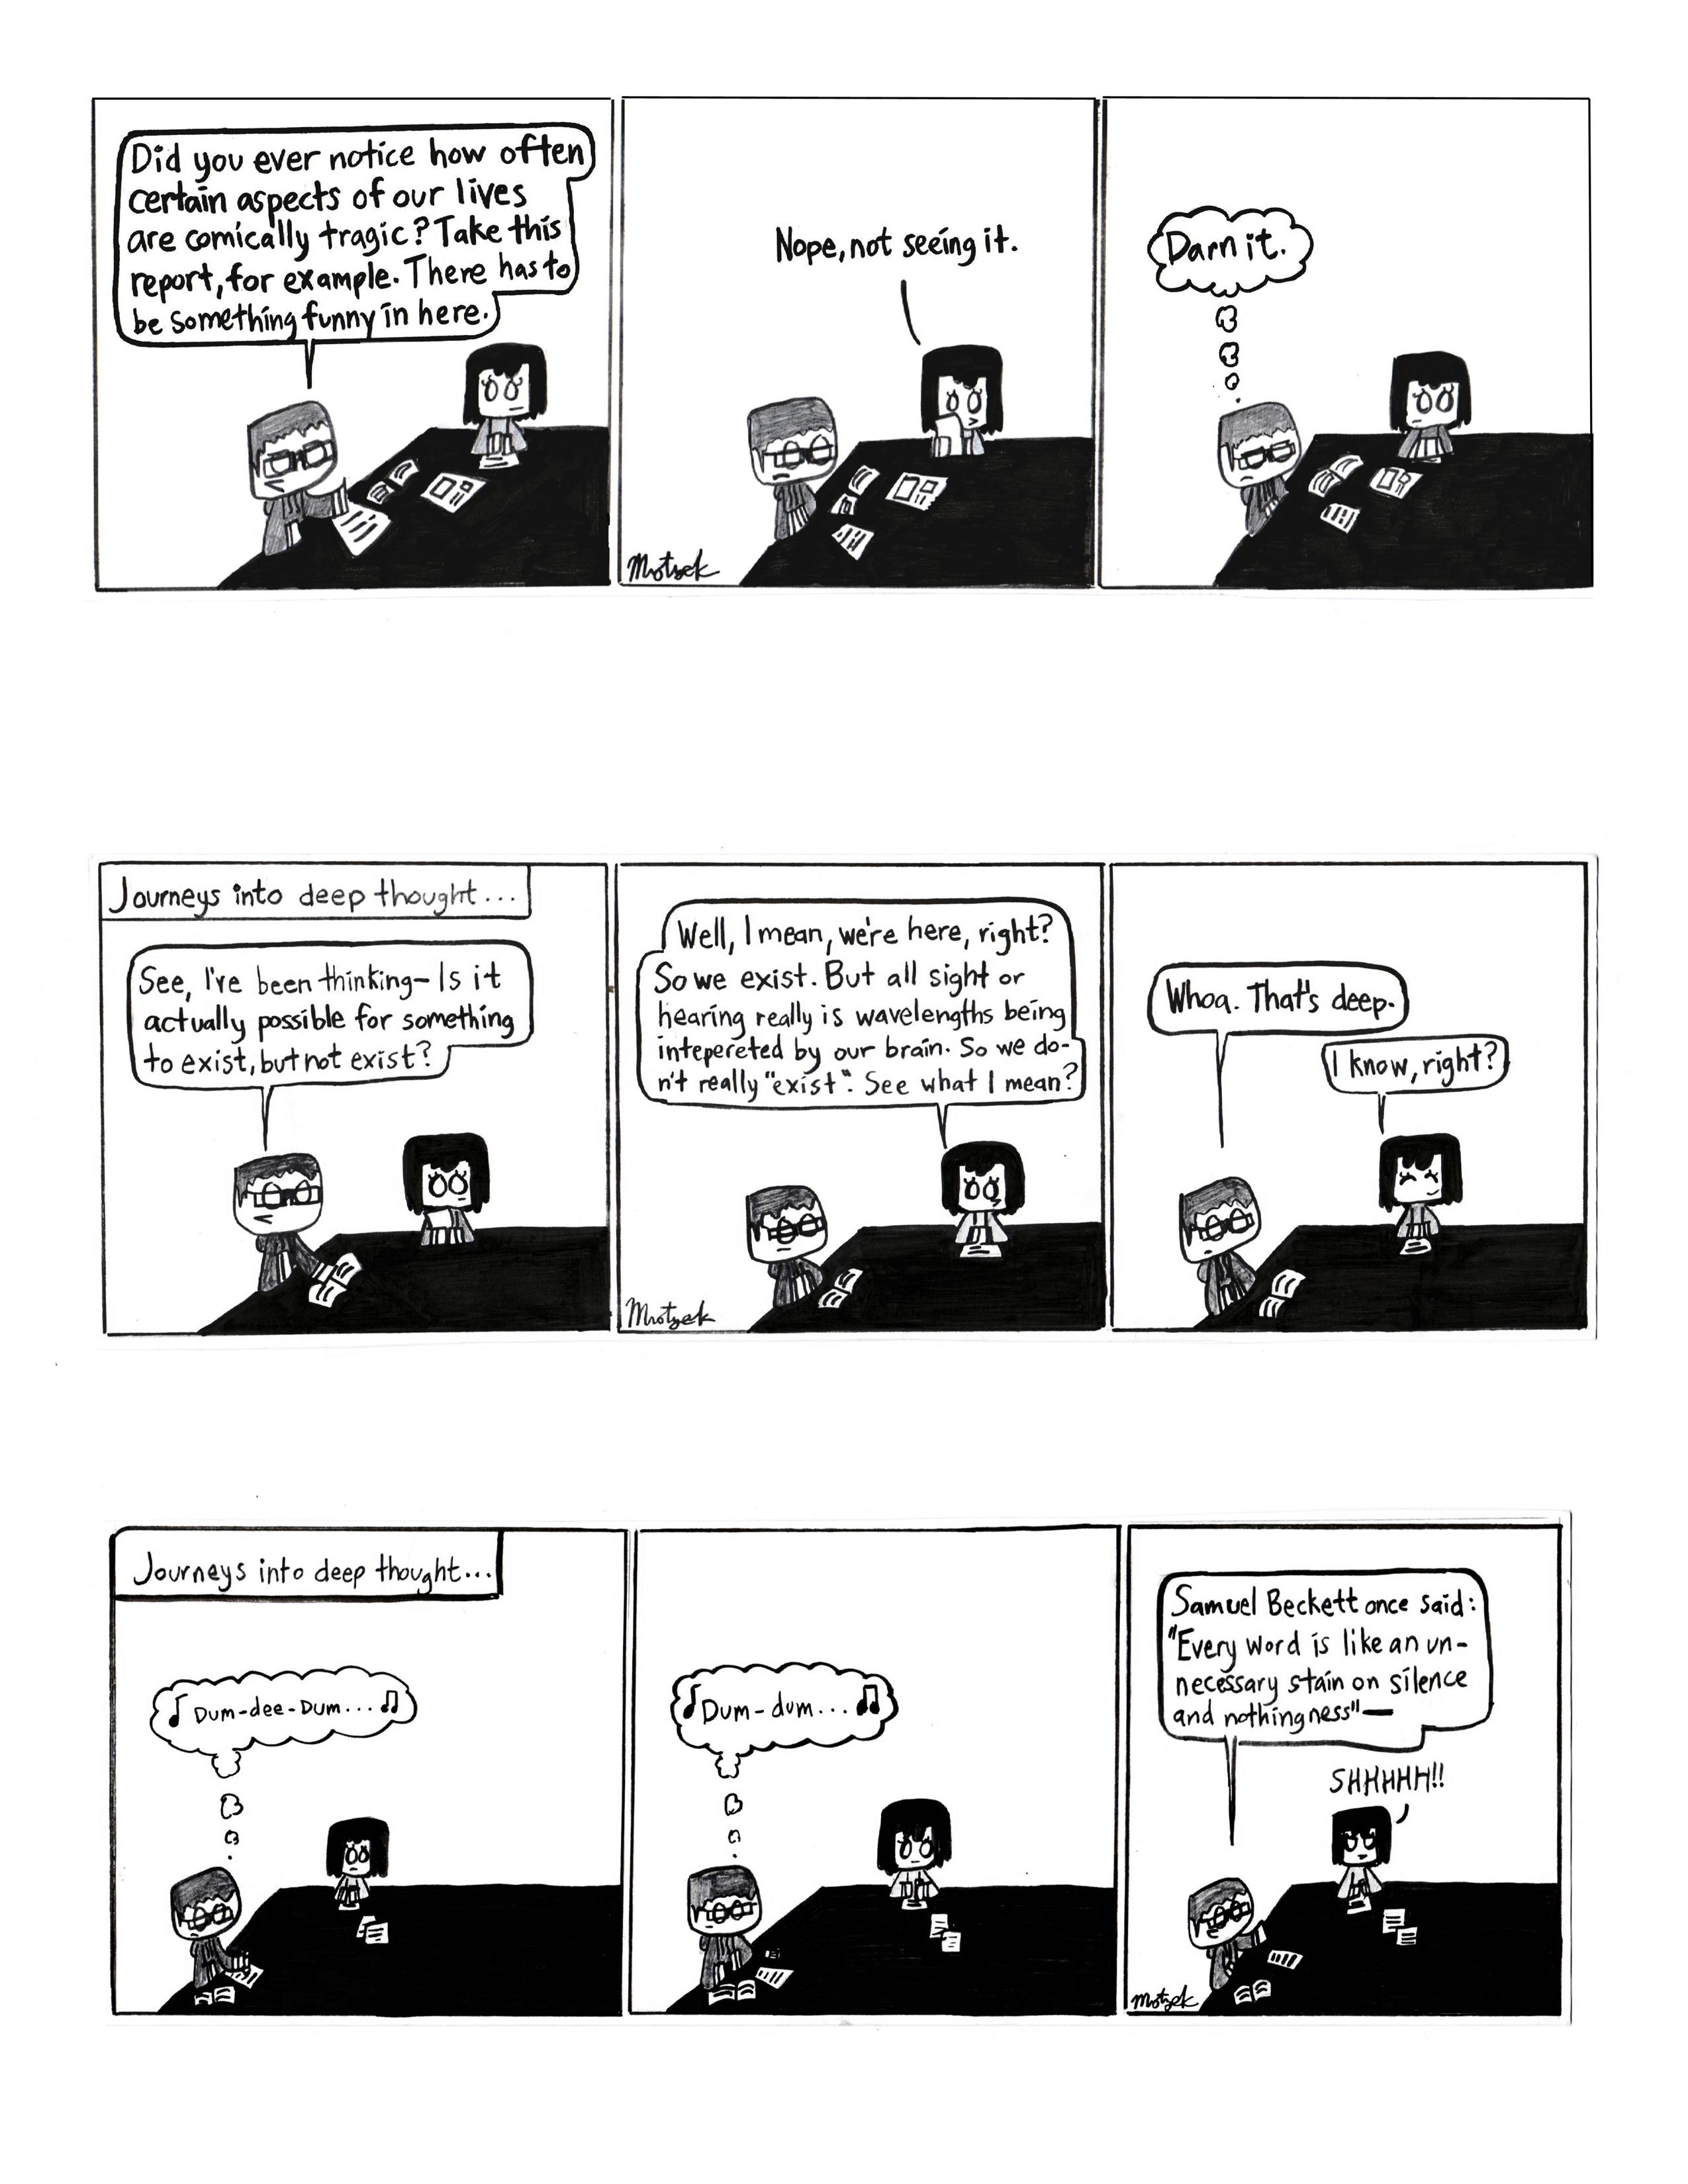 Did you ever notice how often
certain aspects of our lives
are comically tragic? Take this
report, for example. There has to
be something funny in here.
Nope, not seeing it.
Darn it.
Mrotzek
Journeys into deep thought...
See, I've been thinking- Is it
actually possible for something
to exist, but not exist?
Well, I mean, we're here, right?
So we exist. But all sight or
hearing really is wavelengths being
intepereted by our brain. So we do-
n't really "exist". See what I mean?
Whoa. That's deep.
I know, right?
Mrotzek
Journeys into deep thought...
♪ Dum-dee-Dum... ♫
♪ Dum-dum... ♫
Samuel Beckett once said:
"Every word is like an un-
necessary stain on silence
and nothingness"—
SHHHHH!!
Mrotzek